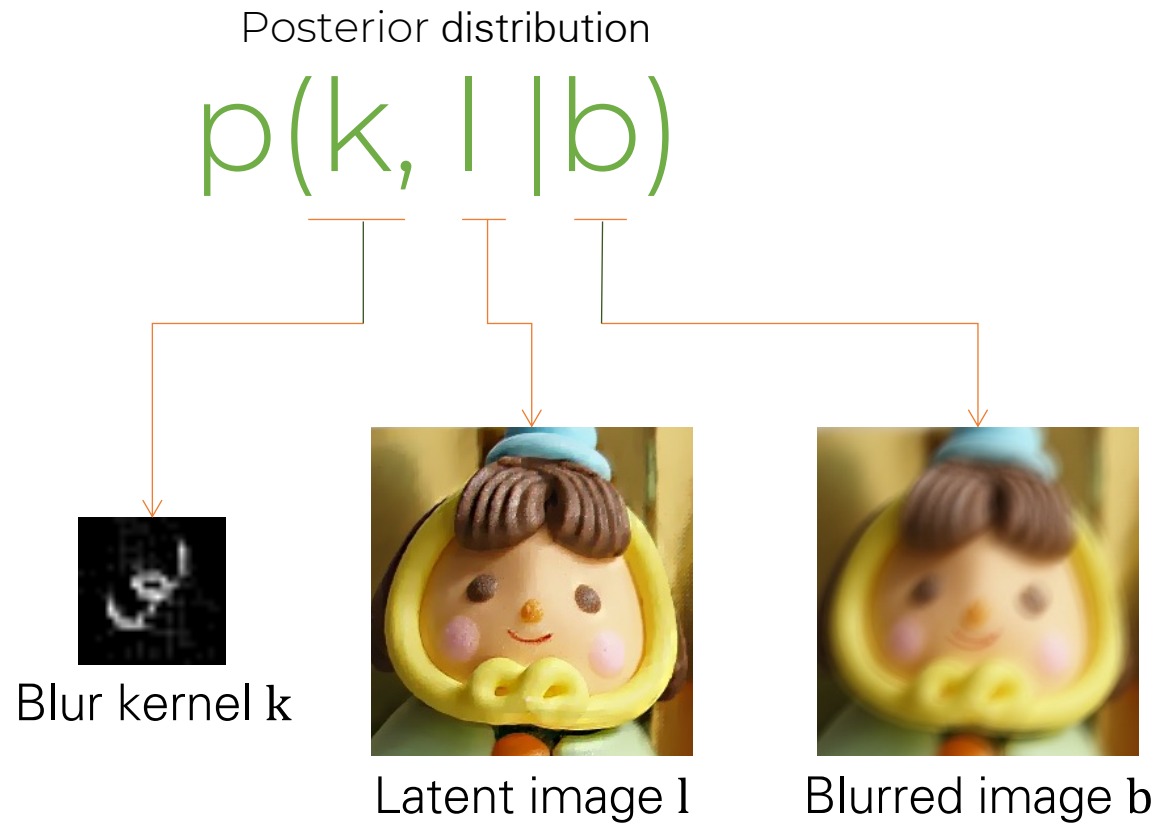 Posterior distribution
p(k, l |b)
Blur kernel k
Latent image l
Blurred image b